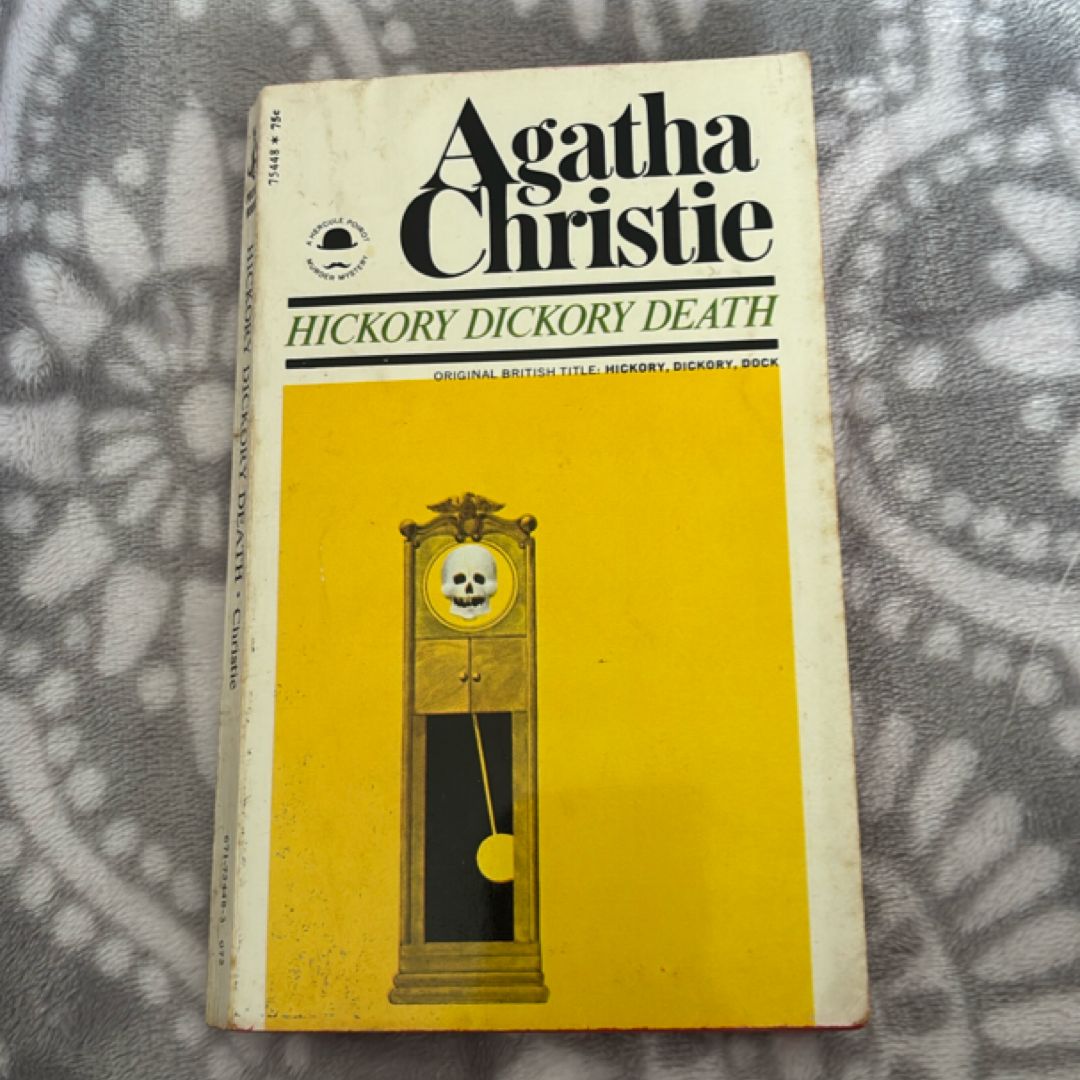 75448 * 75¢
Agatha
Christie
A HERCULE POIROT
MURDER MYSTERY
HICKORY DICKORY DEATH
ORIGINAL BRITISH TITLE: HICKORY, DICKORY, DOCK
HICKORY DICKORY DEATH • Christie